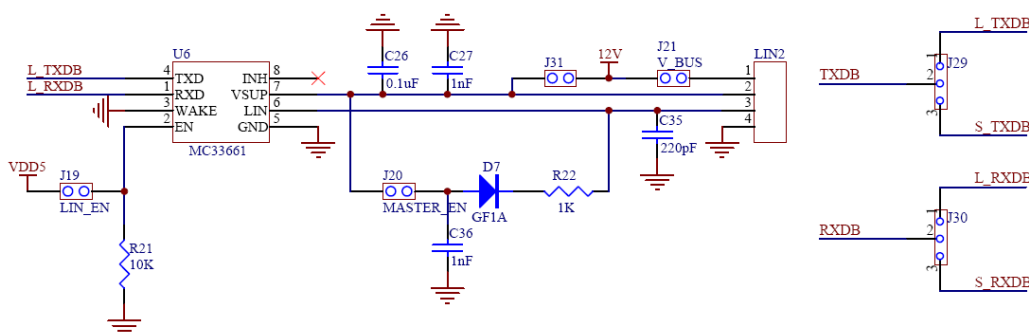 L_TXDB
U6
C26
C27
12V
J21
LIN2
J31
V_BUS
L_TXDB
4
TXD
INH
8
0.1uF
1nF
1
J29
L_RXDB
1
RXD
VSUP
7
2
TXDB
1
2
3
3
WAKE
LIN
6
3
2
EN
GND
5
C35
4
S_TXDB
MC33661
220pF
VDD5
J19
J20
D7
R22
L_RXDB
LIN_EN
MASTER_EN
GF1A
1K
J30
RXDB
1
2
3
C36
R21
1nF
10K
S_RXDB